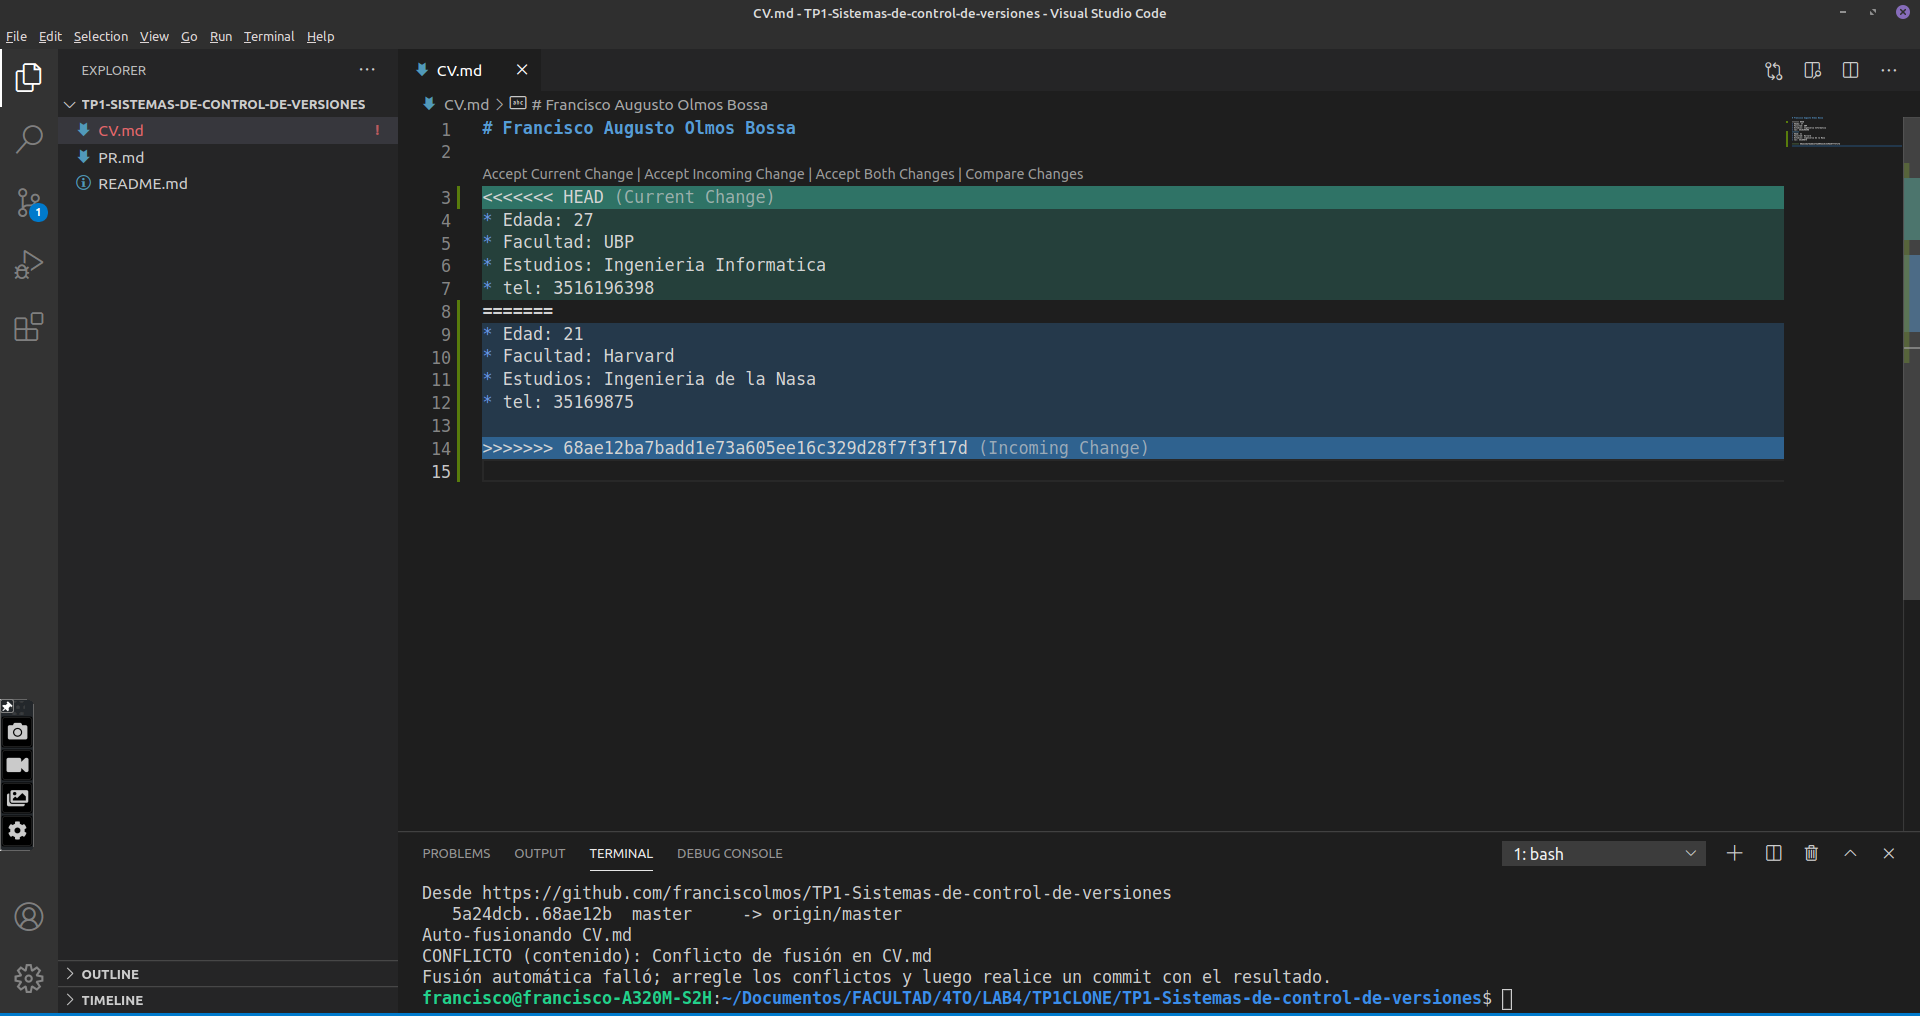 CV.md - TP1-Sistemas-de-control-de-versiones - Visual Studio Code
File Edit Selection View Go Run Terminal Help
EXPLORER
TP1-SISTEMAS-DE-CONTROL-DE-VERSIONES
CV.md !
PR.md
README.md
1
OUTLINE
TIMELINE
CV.md
CV.md > # Francisco Augusto Olmos Bossa
1 # Francisco Augusto Olmos Bossa
2
Accept Current Change | Accept Incoming Change | Accept Both Changes | Compare Changes
3 <<<<<<< HEAD (Current Change)
4 * Edada: 27
5 * Facultad: UBP
6 * Estudios: Ingenieria Informatica
7 * tel: 3516196398
8 =======
9 * Edad: 21
10 * Facultad: Harvard
11 * Estudios: Ingenieria de la Nasa
12 * tel: 35169875
13
14 >>>>>>> 68ae12ba7badd1e73a605ee16c329d28f7f3f17d (Incoming Change)
15
PROBLEMS OUTPUT TERMINAL DEBUG CONSOLE
1: bash
Desde https://github.com/franciscolmos/TP1-Sistemas-de-control-de-versiones
5a24dcb..68ae12b master -> origin/master
Auto-fusionando CV.md
CONFLICTO (contenido): Conflicto de fusión en CV.md
Fusión automática falló; arregle los conflictos y luego realice un commit con el resultado.
francisco@francisco-A320M-S2H:~/Documentos/FACULTAD/4TO/LAB4/TP1CLONE/TP1-Sistemas-de-control-de-versiones$